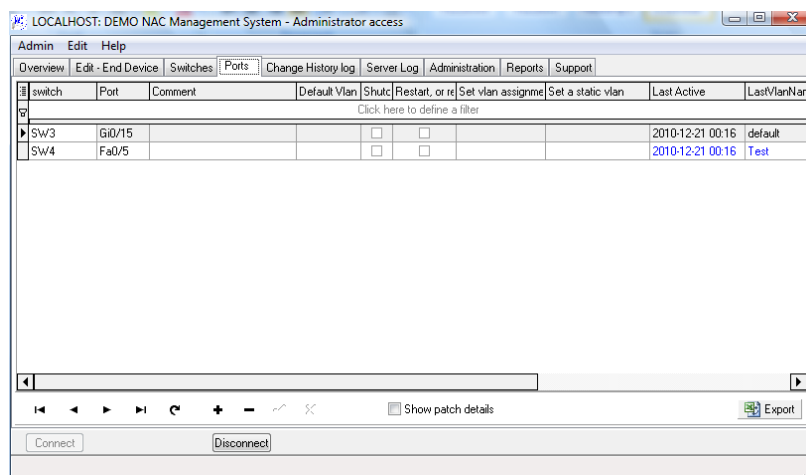 LOCALHOST: DEMO NAC Management System - Administrator access
Admin Edit Help
Overview Edit - End Device Switches Ports Change History log Server Log Administration Reports Support
switch Port Comment Default Vlan Shutc Restart, or re Set vlan assignme Set a static vlan Last Active LastVlanNar
Click here to define a filter
SW3 Gi0/15 2010-12-21 00:16 default
SW4 Fa0/5 2010-12-21 00:16 Test
Show patch details Export
Connect Disconnect